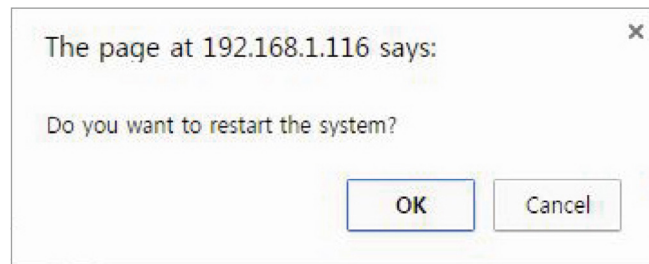 The page at 192.168.1.116 says:
Do you want to restart the system?
OK
Cancel